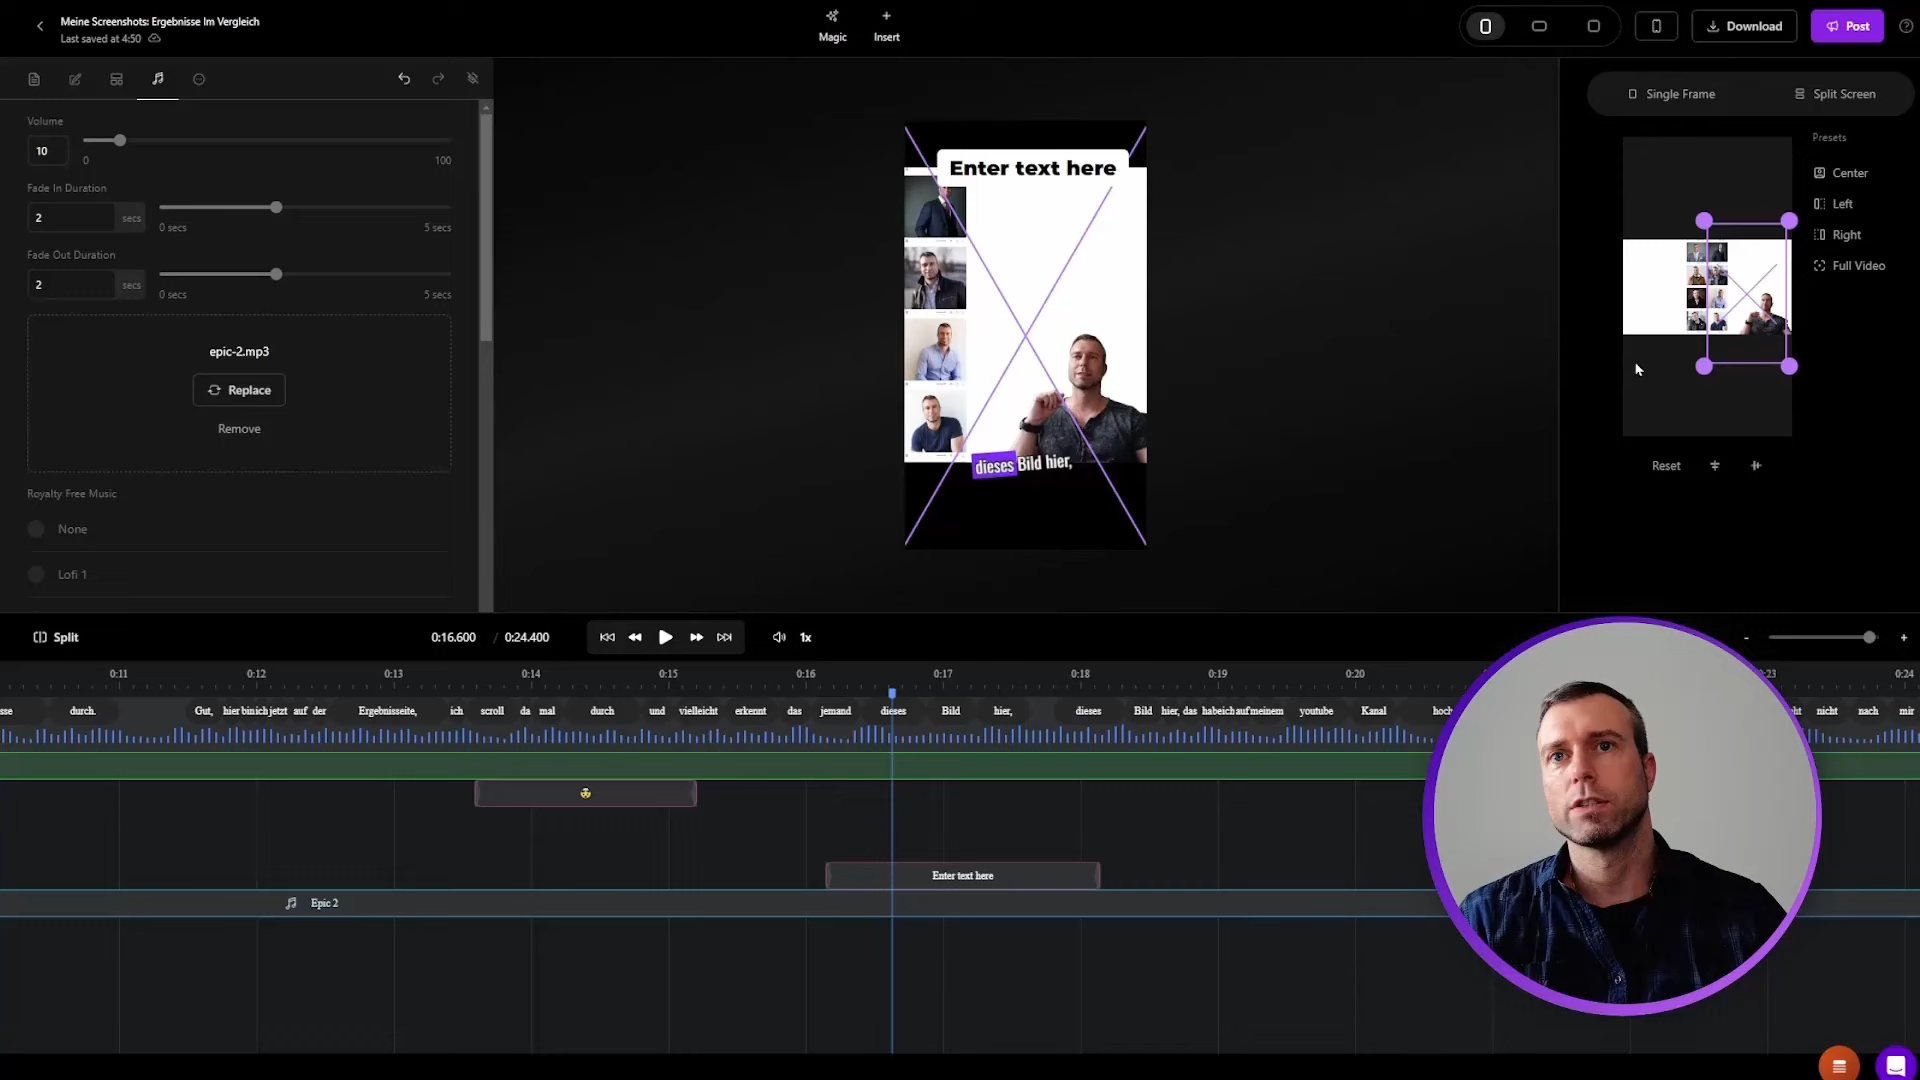 Meine Screenshots: Ergebnisse Im Vergleich
Last saved at 4:50
Magic
Insert
Download
Post
Volume
10
0
100
Fade In Duration
2
secs
0 secs
5 secs
Fade Out Duration
2
secs
0 secs
5 secs
epic-2.mp3
Replace
Remove
Royalty Free Music
None
Lofi 1
Enter text here
dieses Bild hier,
Single Frame
Split Screen
Presets
Center
Left
Right
Full Video
Reset
Split
0:16.600 / 0:24.400
1x
-
+
0:11 0:12 0:13 0:14 0:15 0:16 0:17 0:18 0:19 0:20 :23 0:24
sse durch. Gut, hier bin ich jetzt auf der Ergebnisseite, ich scroll da mal durch und vielleicht erkennt das jemand dieses Bild hier, dieses Bild hier, das habe ich auf meinem youtube Kanal hoch nicht nach mir
Enter text here
Epic 2